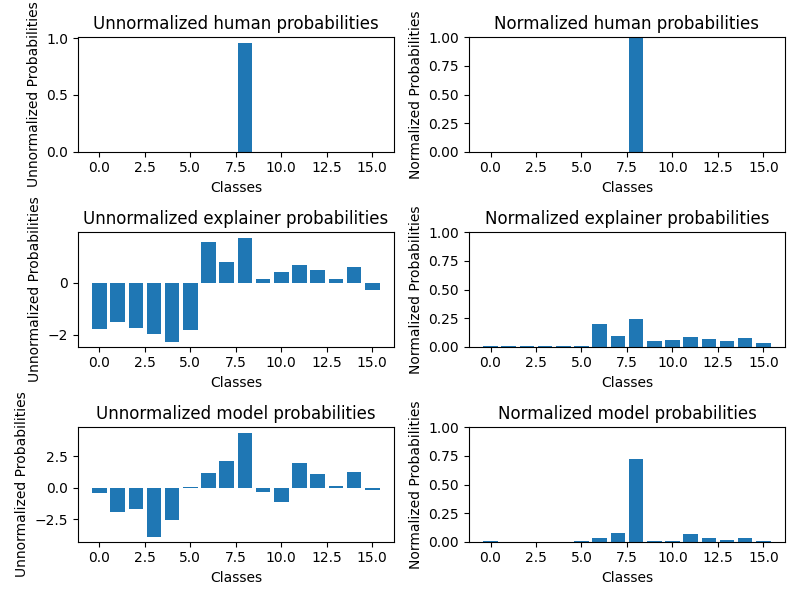 Unnormalized human probabilities
Unnormalized Probabilities
1.0
0.5
0.0
0.0 2.5 5.0 7.5 10.0 12.5 15.0
Classes
Normalized human probabilities
Normalized Probabilities
1.00
0.75
0.50
0.25
0.00
0.0 2.5 5.0 7.5 10.0 12.5 15.0
Classes
Unnormalized explainer probabilities
Unnormalized Probabilities
0
−2
0.0 2.5 5.0 7.5 10.0 12.5 15.0
Classes
Normalized explainer probabilities
Normalized Probabilities
1.00
0.75
0.50
0.25
0.00
0.0 2.5 5.0 7.5 10.0 12.5 15.0
Classes
Unnormalized model probabilities
Unnormalized Probabilities
2.5
0.0
−2.5
0.0 2.5 5.0 7.5 10.0 12.5 15.0
Classes
Normalized model probabilities
Normalized Probabilities
1.00
0.75
0.50
0.25
0.00
0.0 2.5 5.0 7.5 10.0 12.5 15.0
Classes